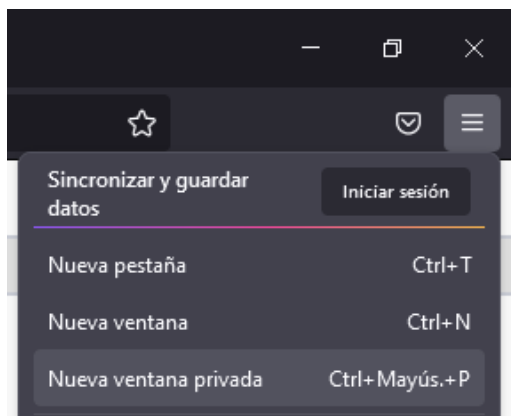 Sincronizar y guardar
datos
Iniciar sesión
Nueva pestaña Ctrl+T
Nueva ventana Ctrl+N
Nueva ventana privada Ctrl+Mayús.+P